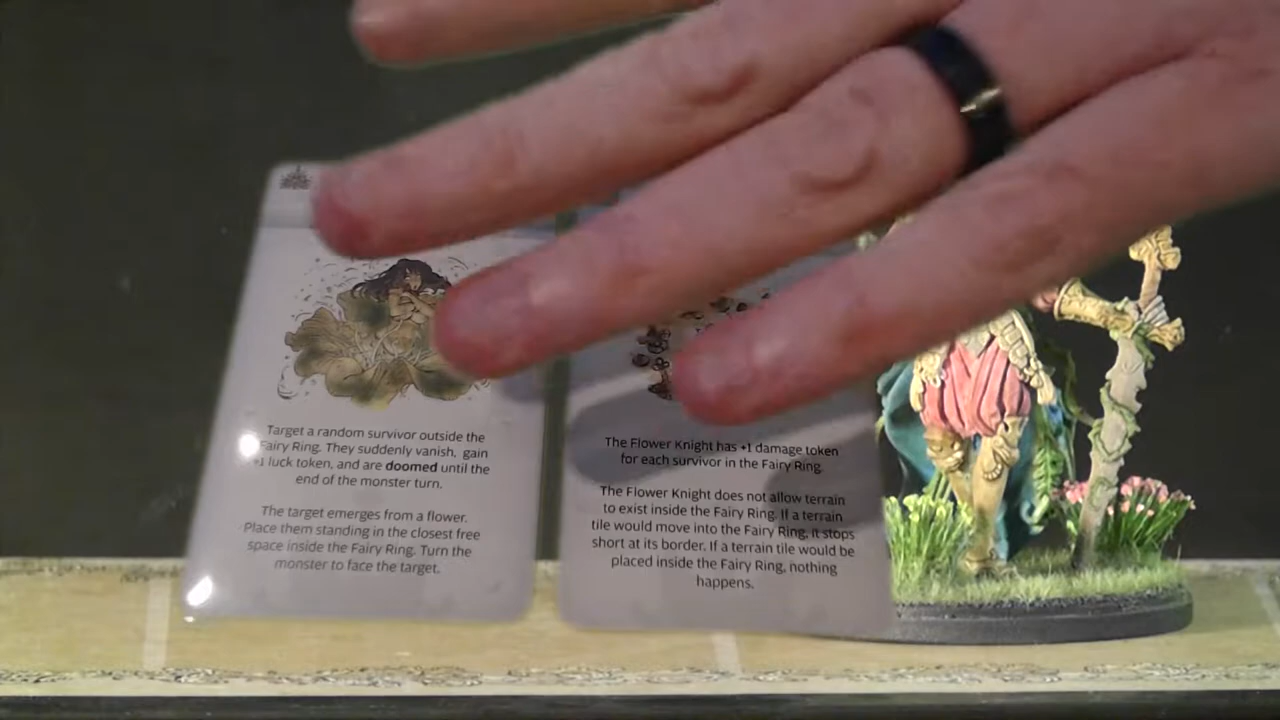 Target a random survivor outside the
Fairy Ring. They suddenly vanish, gain
+1 luck token, and are doomed until the
end of the monster turn.
The target emerges from a flower.
Place them standing in the closest free
space inside the Fairy Ring. Turn the
monster to face the target.
The Flower Knight has +1 damage token
for each survivor in the Fairy Ring.
The Flower Knight does not allow terrain
to exist inside the Fairy Ring. If a terrain
tile would move into the Fairy Ring, it stops
short at its border. If a terrain tile would be
placed inside the Fairy Ring, nothing
happens.